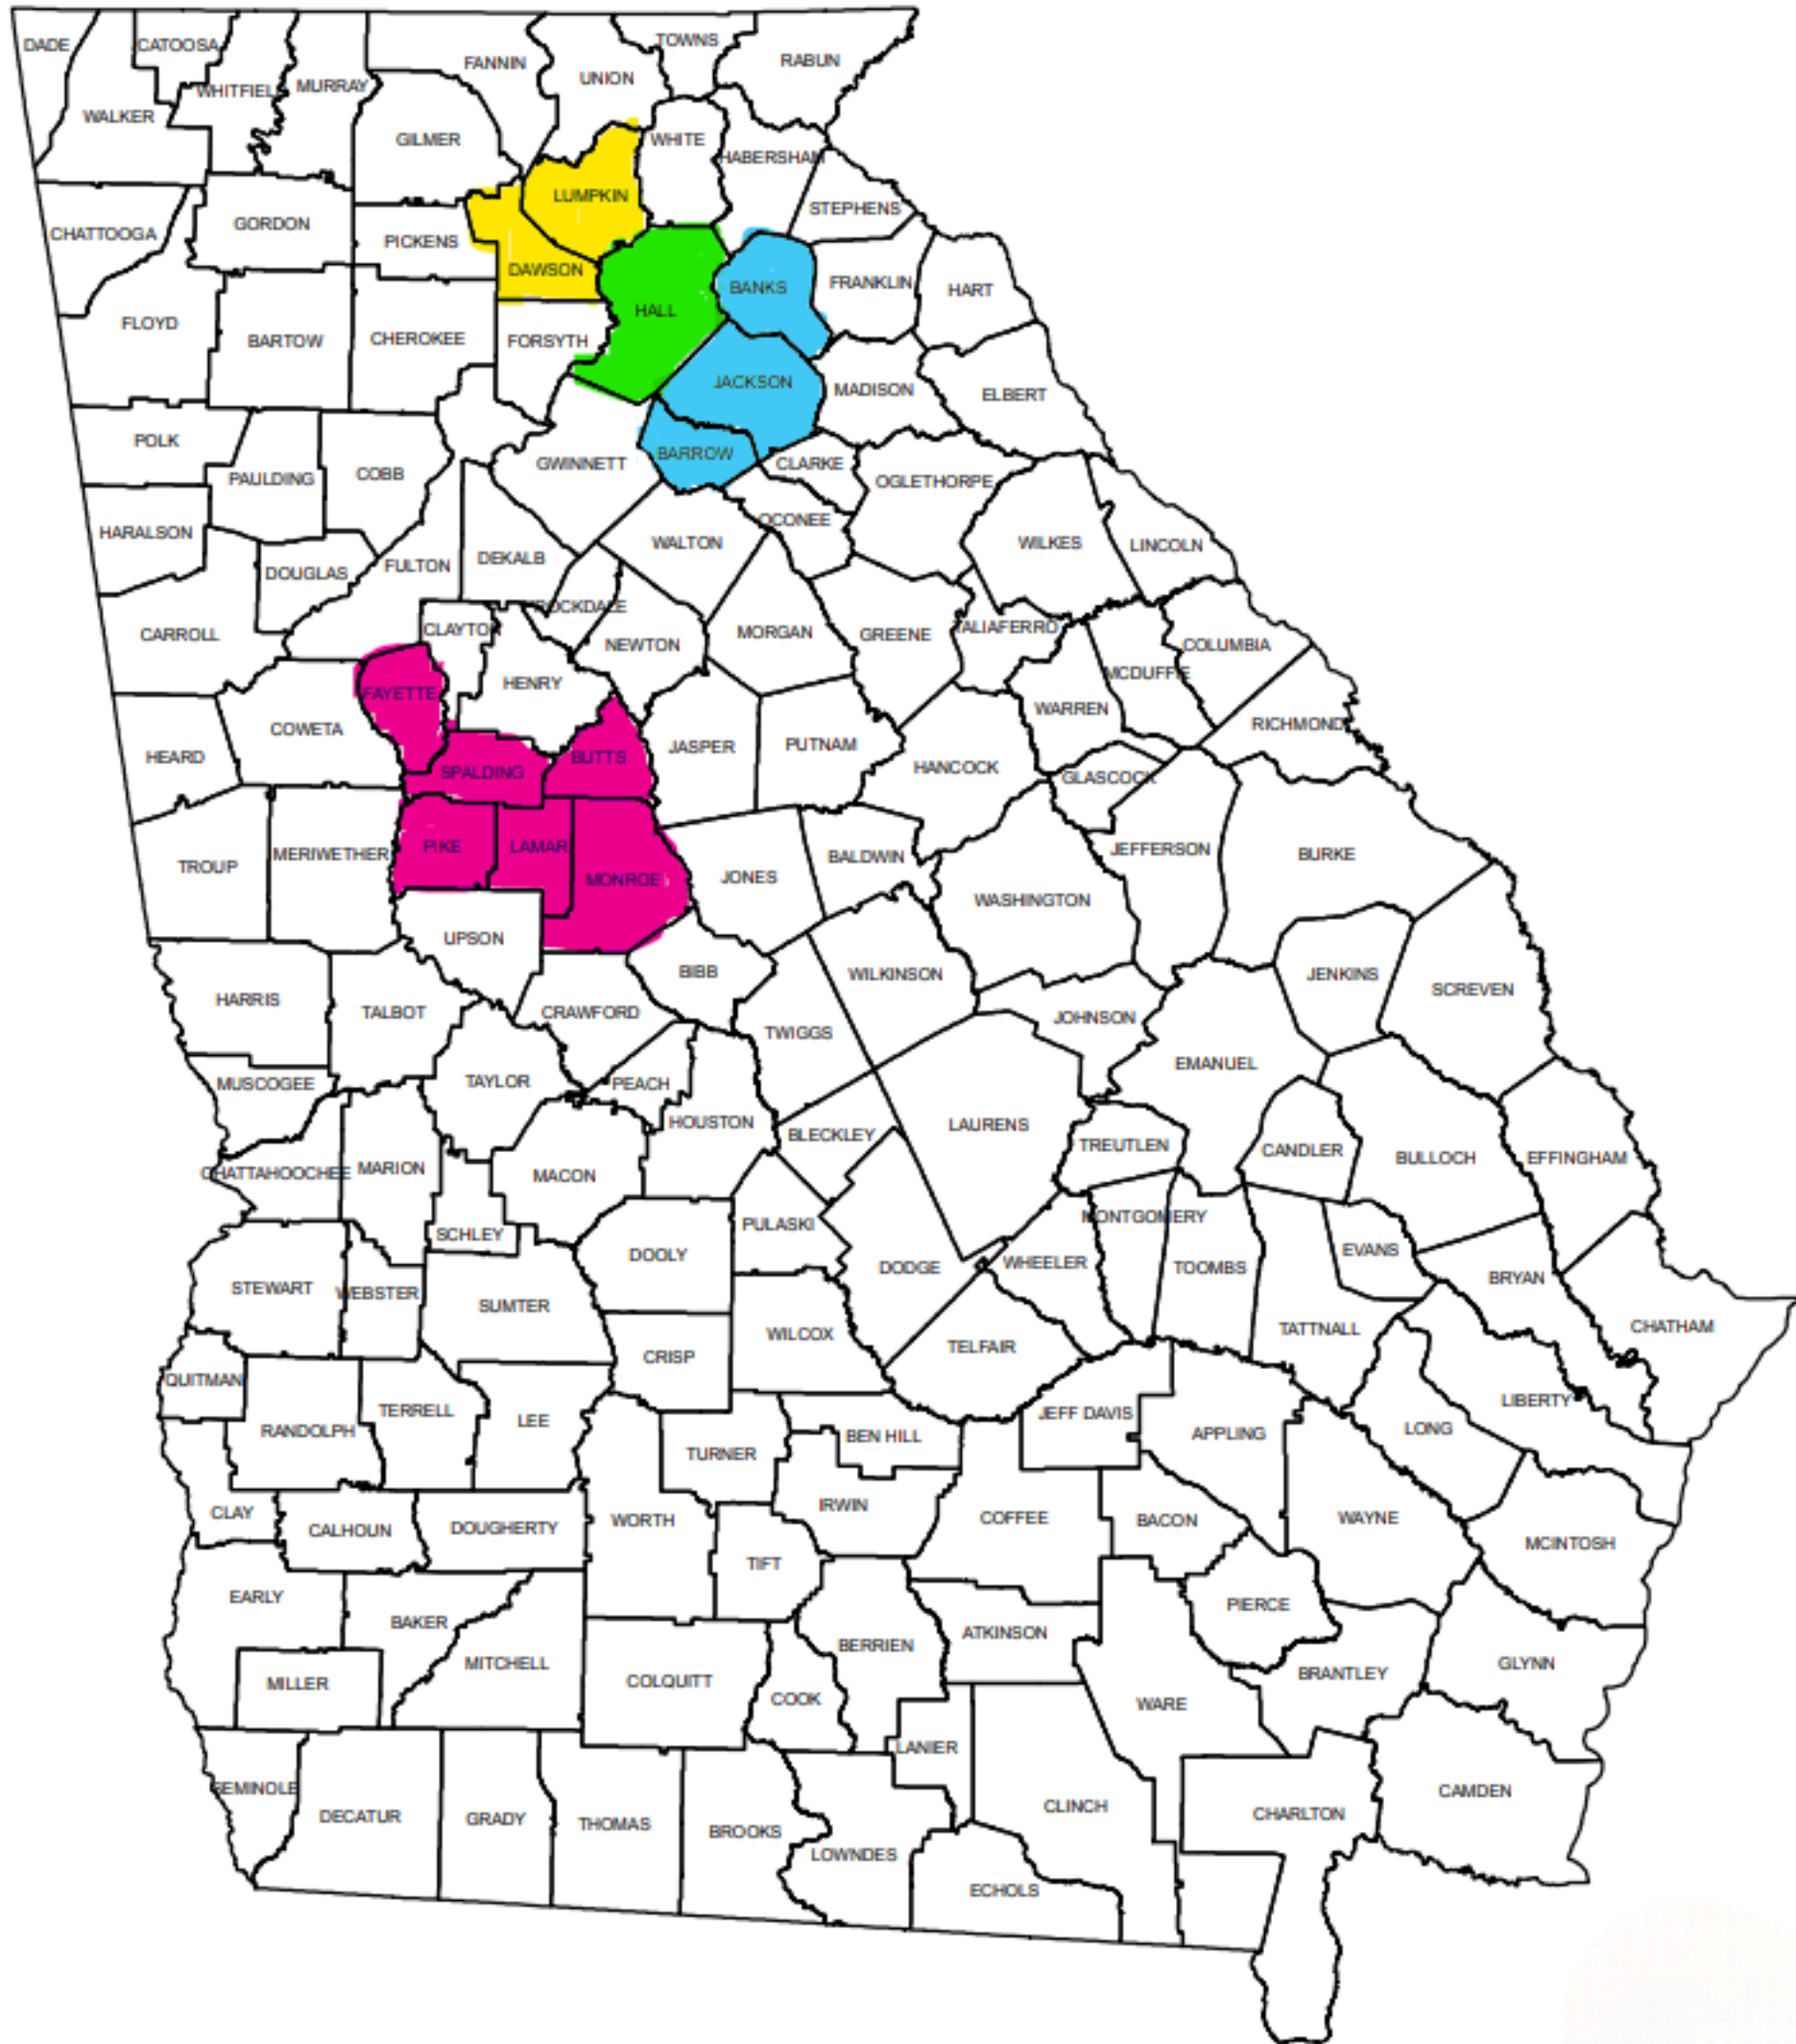 DADE
CATOOSA
TOWNS
RABUN
FANNIN
UNION
WHITFIEL
MURRAY
WALKER
GILMER
WHITE
HABERSHAM
LUMPKIN
STEPHENS
CHATTOOGA
GORDON
PICKENS
DAWSON
BANKS
FRANKLIN
HART
HALL
FLOYD
BARTOW
CHEROKEE
FORSYTH
JACKSON
MADISON
ELBERT
POLK
PAULDING
COBB
GWINNETT
BARROW
CLARKE
OGLETHORPE
HARALSON
OCONEE
WALTON
WILKES
LINCOLN
DOUGLAS
FULTON
DEKALB
ROCKDALE
CARROLL
CLAYTON
NEWTON
MORGAN
GREENE
TALIAFERRO
COLUMBIA
MCDUFFIE
FAYETTE
HENRY
WARREN
RICHMOND
HEARD
COWETA
SPALDING
BUTTS
JASPER
PUTNAM
HANCOCK
GLASCOCK
TROUP
MERIWETHER
PIKE
LAMAR
MONROE
JONES
BALDWIN
JEFFERSON
BURKE
WASHINGTON
UPSON
BIBB
WILKINSON
JENKINS
SCREVEN
HARRIS
TALBOT
CRAWFORD
TWIGGS
JOHNSON
EMANUEL
MUSCOGEE
TAYLOR
PEACH
HOUSTON
BLECKLEY
LAURENS
TREUTLEN
CANDLER
BULLOCH
EFFINGHAM
CHATTAHOOCHEE
MARION
MACON
SCHLEY
DOOLY
PULASKI
MONTGOMERY
STEWART
WEBSTER
SUMTER
DODGE
WHEELER
TOOMBS
EVANS
BRYAN
CRISP
WILCOX
TELFAIR
TATTNALL
CHATHAM
QUITMAN
RANDOLPH
TERRELL
LEE
TURNER
BEN HILL
JEFF DAVIS
APPLING
LONG
LIBERTY
CLAY
CALHOUN
DOUGHERTY
WORTH
IRWIN
COFFEE
BACON
WAYNE
MCINTOSH
TIFT
EARLY
BAKER
PIERCE
MILLER
MITCHELL
COLQUITT
COOK
BERRIEN
ATKINSON
WARE
BRANTLEY
GLYNN
LANIER
SEMINOLE
DECATUR
GRADY
THOMAS
BROOKS
LOWNDES
CLINCH
CHARLTON
CAMDEN
ECHOLS